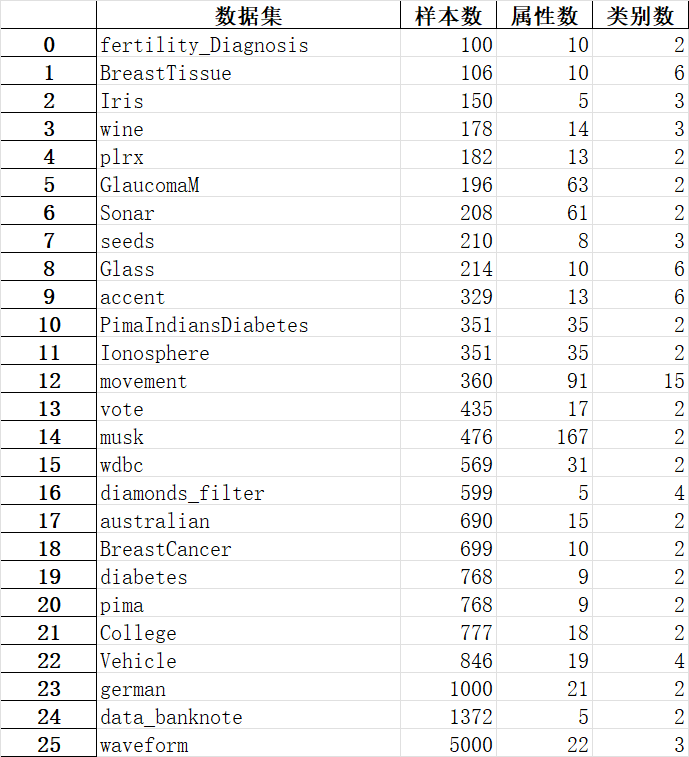 数据集 样本数 属性数 类别数
0 fertility_Diagnosis 100 10 2
1 BreastTissue 106 10 6
2 Iris 150 5 3
3 wine 178 14 3
4 plrx 182 13 2
5 GlaucomaM 196 63 2
6 Sonar 208 61 2
7 seeds 210 8 3
8 Glass 214 10 6
9 accent 329 13 6
10 PimaIndiansDiabetes 351 35 2
11 Ionosphere 351 35 2
12 movement 360 91 15
13 vote 435 17 2
14 musk 476 167 2
15 wdbc 569 31 2
16 diamonds_filter 599 5 4
17 australian 690 15 2
18 BreastCancer 699 10 2
19 diabetes 768 9 2
20 pima 768 9 2
21 College 777 18 2
22 Vehicle 846 19 4
23 german 1000 21 2
24 data_banknote 1372 5 2
25 waveform 5000 22 3